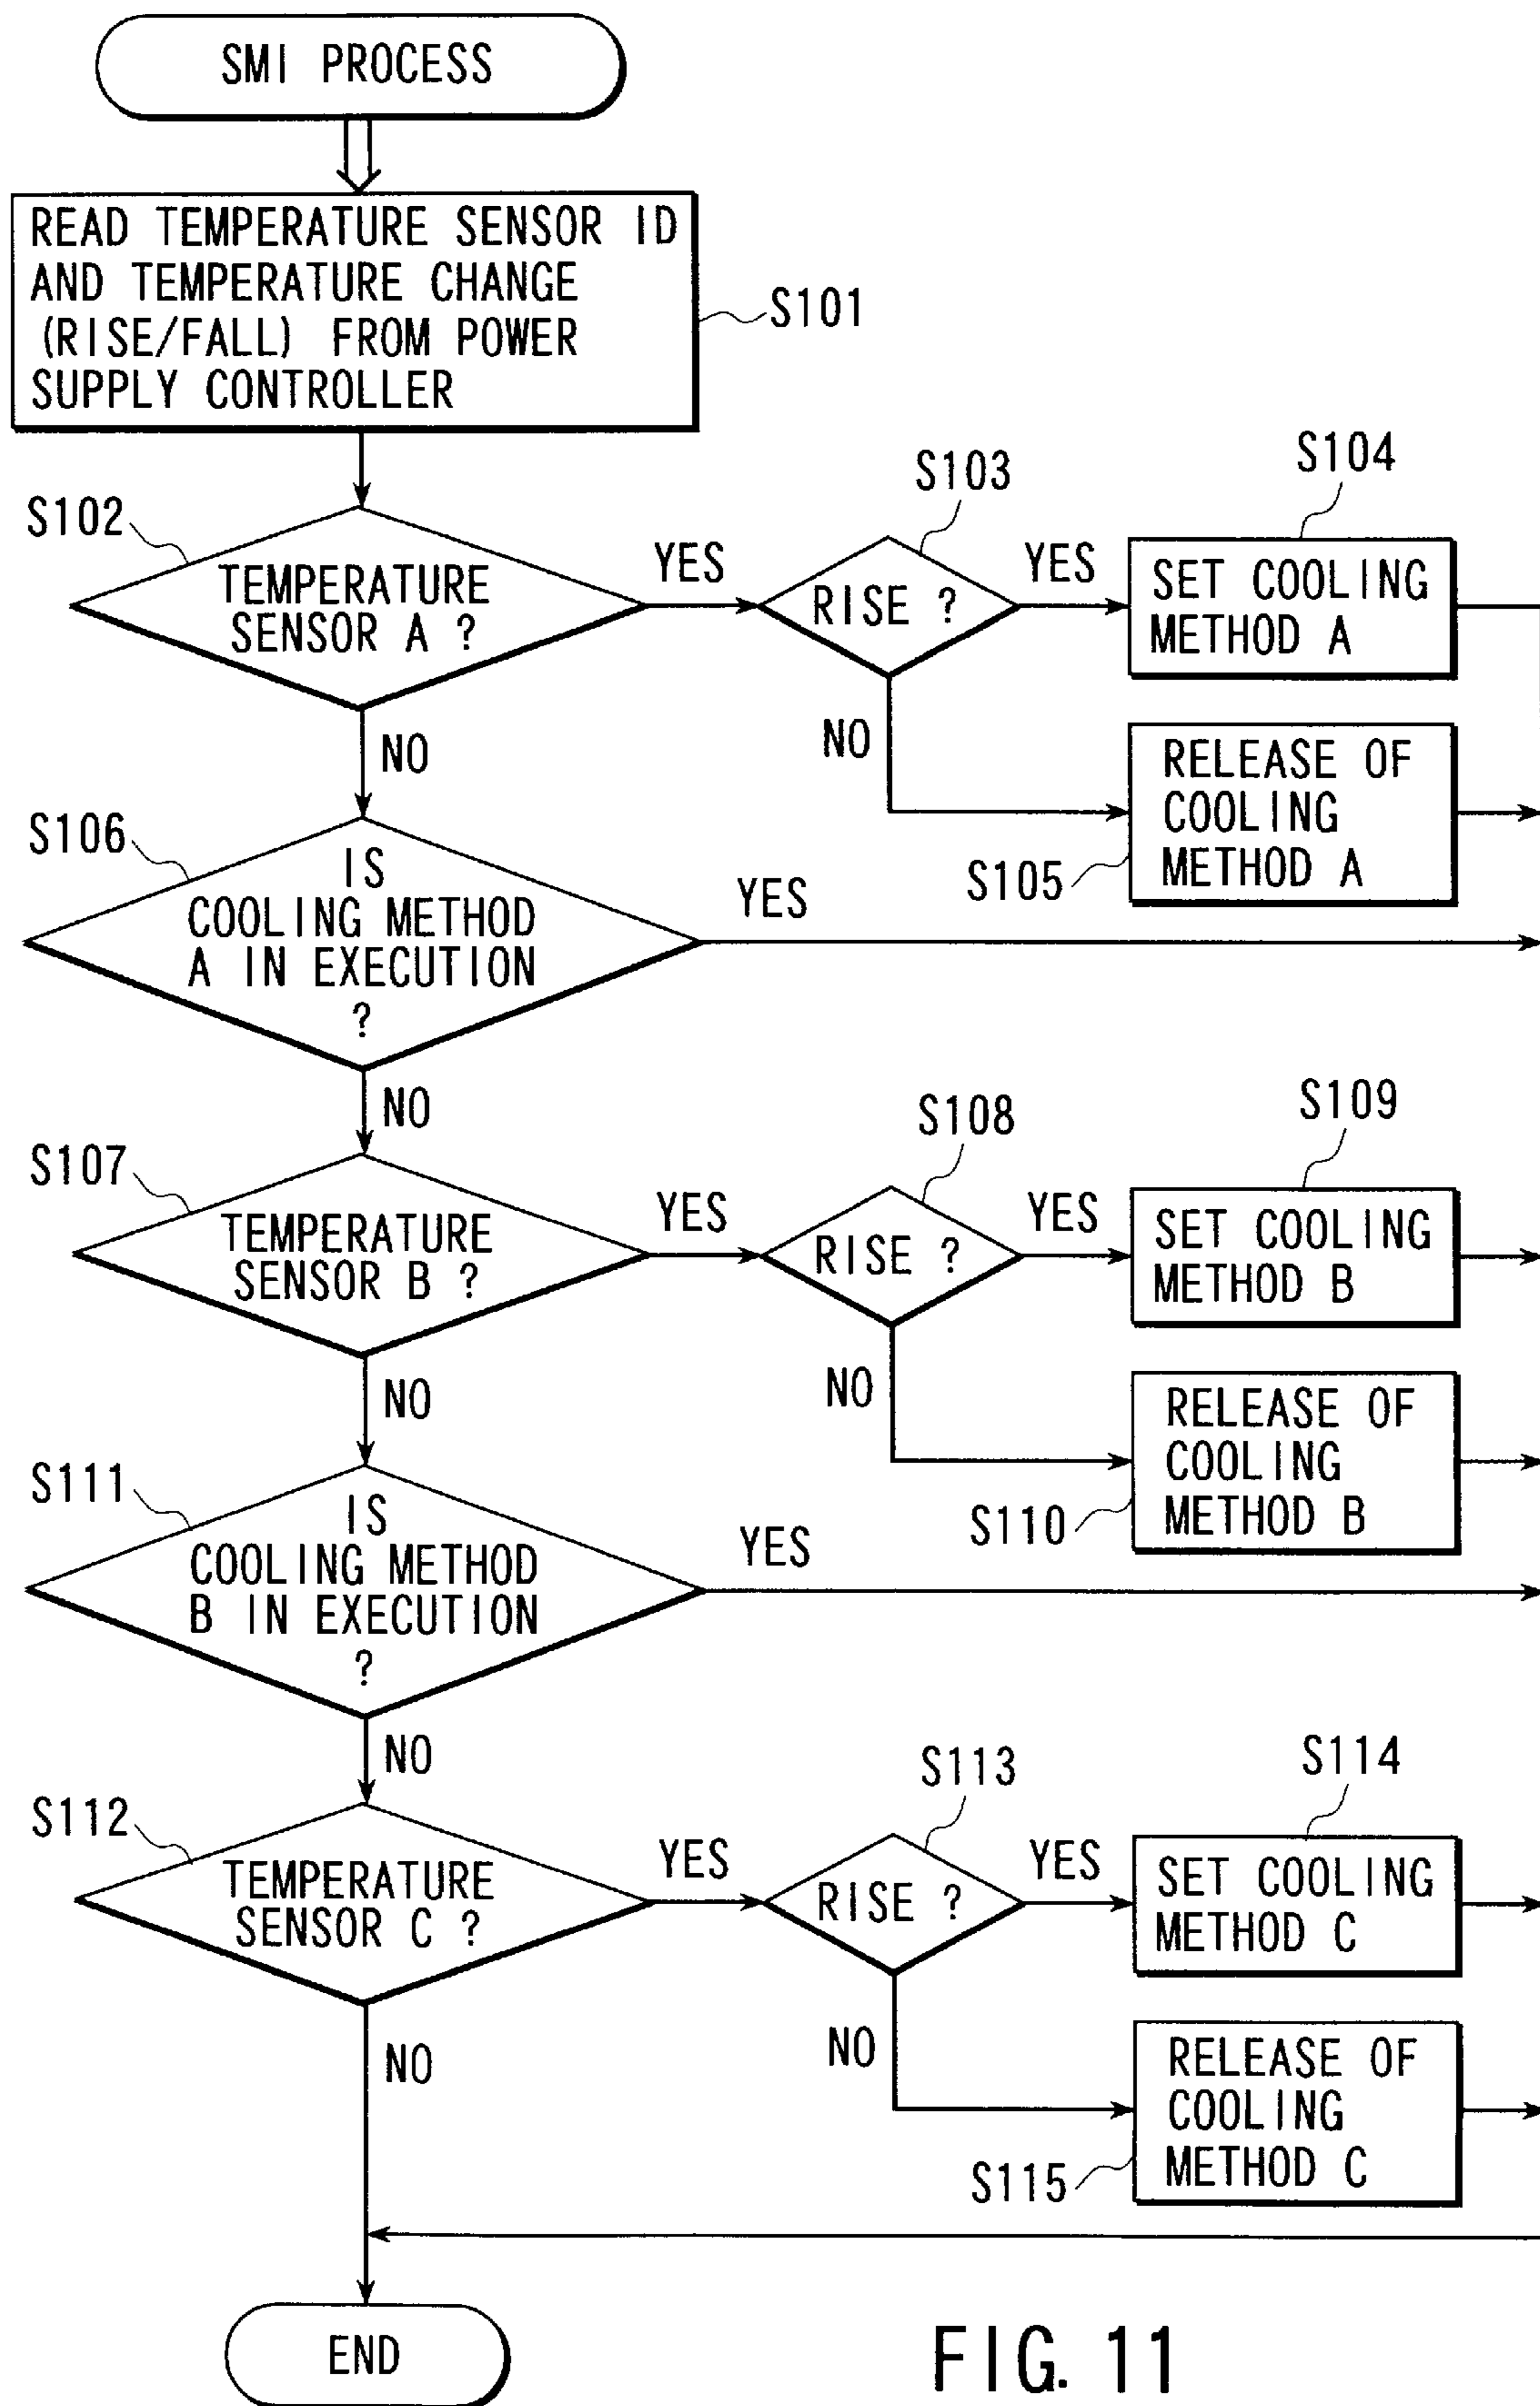 SMI PROCESS
READ TEMPERATURE SENSOR ID
AND TEMPERATURE CHANGE
(RISE/FALL) FROM POWER
SUPPLY CONTROLLER
S101
S102
TEMPERATURE
SENSOR A ?
YES
S103
RISE ?
YES
S104
SET COOLING
METHOD A
NO
NO
RELEASE OF
COOLING
METHOD A
S105
S106
IS
COOLING METHOD
A IN EXECUTION
?
YES
NO
S107
TEMPERATURE
SENSOR B ?
YES
S108
RISE ?
YES
S109
SET COOLING
METHOD B
NO
NO
RELEASE OF
COOLING
METHOD B
S110
S111
IS
COOLING METHOD
B IN EXECUTION
?
YES
NO
S112
TEMPERATURE
SENSOR C ?
YES
S113
RISE ?
YES
S114
SET COOLING
METHOD C
NO
NO
RELEASE OF
COOLING
METHOD C
S115
END
FIG. 11